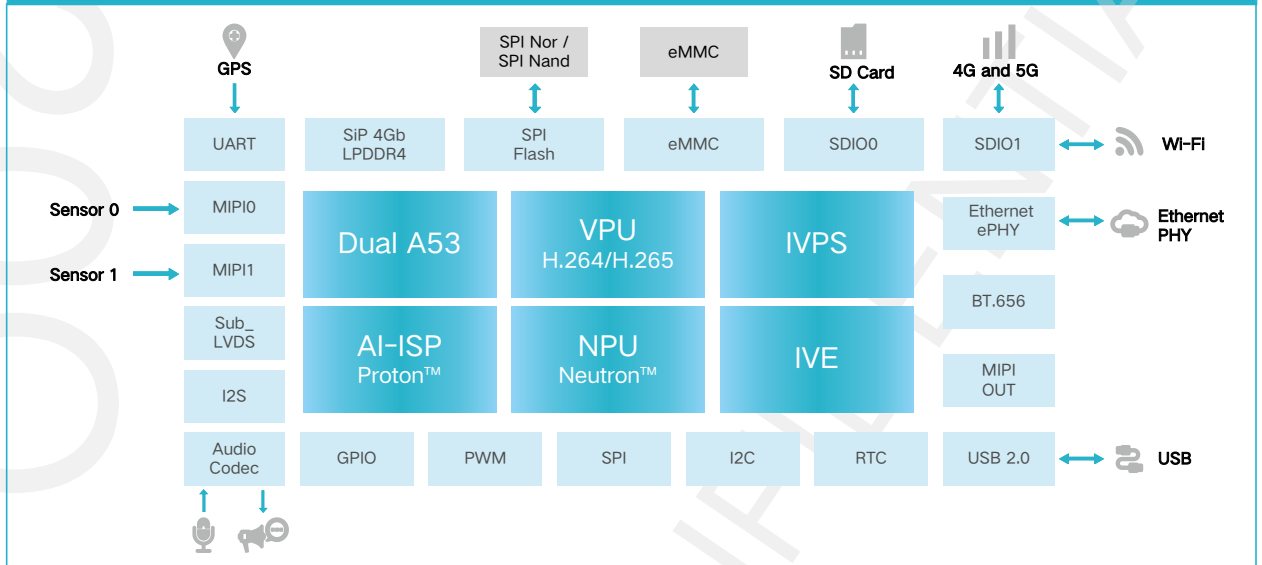 SPI Nor /
SPI Nand
eMMC
GPS
SD Card
4G and 5G
UART
SiP 4Gb
LPDDR4
SPI
Flash
eMMC
SDIO0
SDIO1
Wi-Fi
Sensor 0
MIPI0
Dual A53
VPU
H.264/H.265
IVPS
Ethernet
ePHY
Ethernet
PHY
Sensor 1
MIPI1
BT.656
Sub_
LVDS
AI-ISP
Proton™
NPU
Neutron™
IVE
MIPI
OUT
I2S
Audio
Codec
GPIO
PWM
SPI
I2C
RTC
USB 2.0
USB